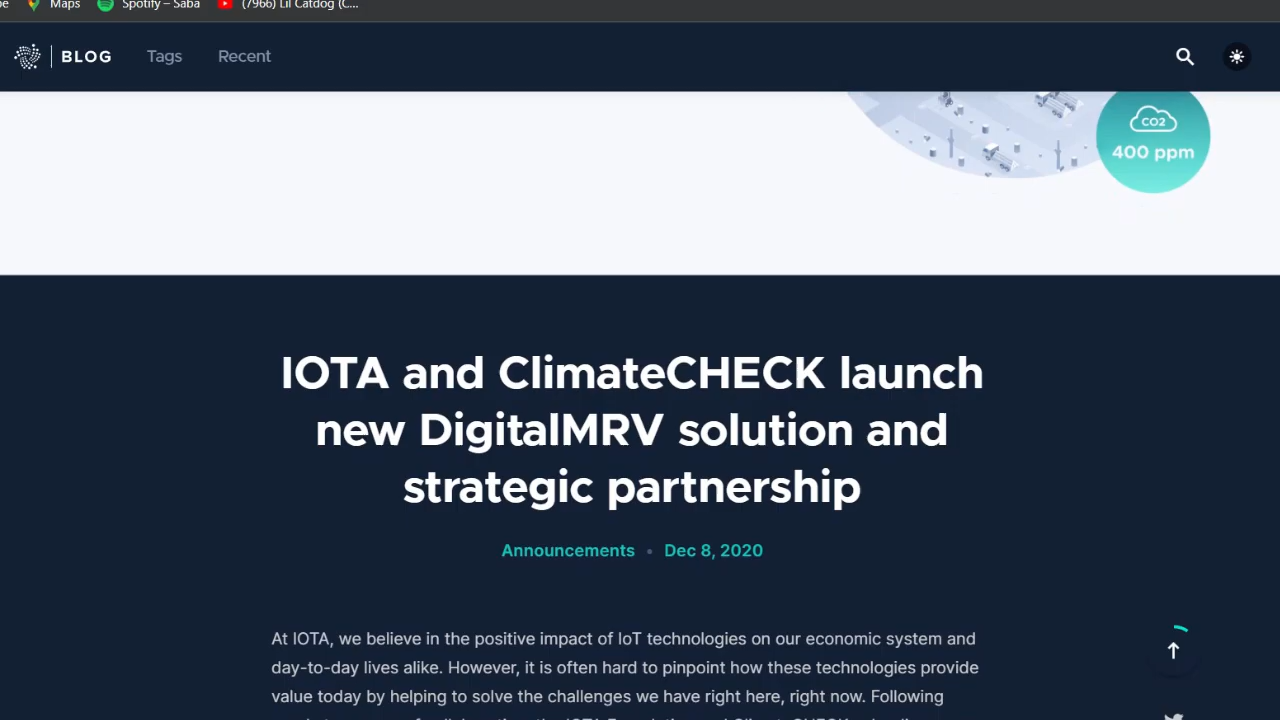 Maps Spotify – Saba (7966) Lil Catdog (C...
BLOG Tags Recent
CO2
400 ppm
IOTA and ClimateCHECK launch
new DigitalMRV solution and
strategic partnership
Announcements • Dec 8, 2020
At IOTA, we believe in the positive impact of IoT technologies on our economic system and
day-to-day lives alike. However, it is often hard to pinpoint how these technologies provide
value today by helping to solve the challenges we have right here, right now. Following